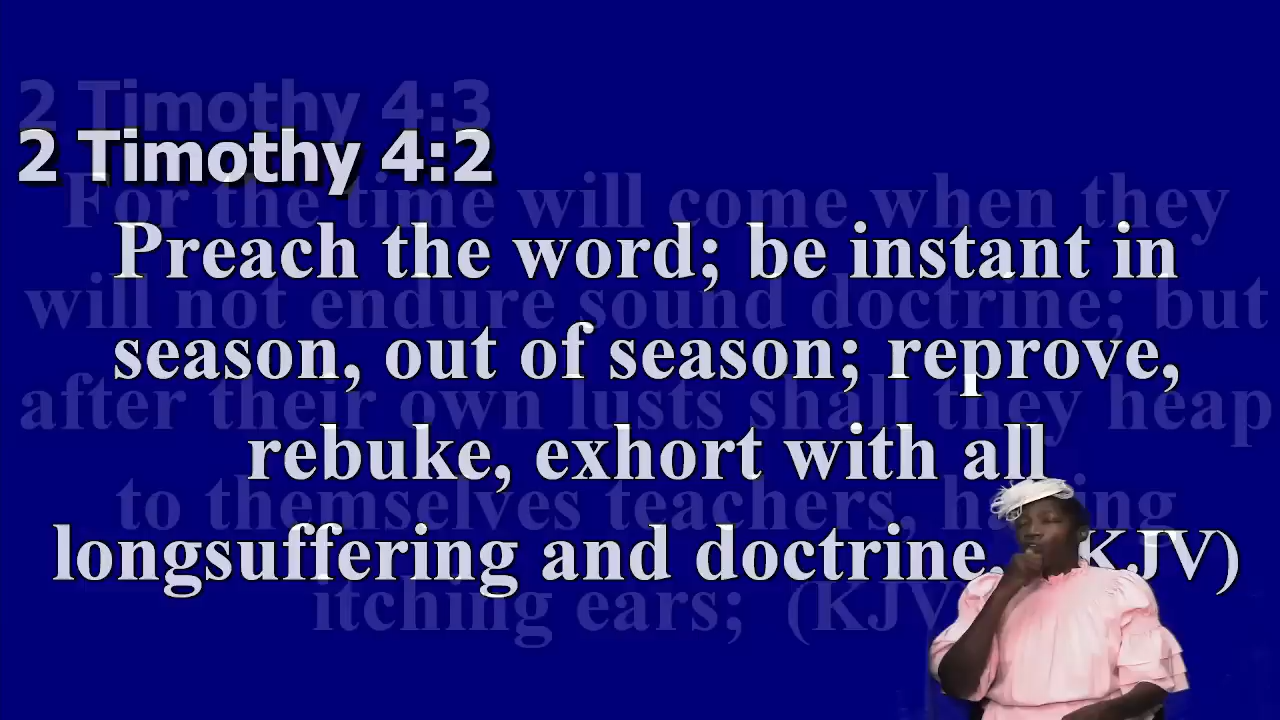 2 Timothy 4:3
2 Timothy 4:2
For the time will come when they
Preach the word; be instant in
will not endure sound doctrine; but
season, out of season; reprove,
after their own lusts shall they heap
rebuke, exhort with all
to themselves teachers, having
longsuffering and doctrine. (KJV)
itching ears; (KJV